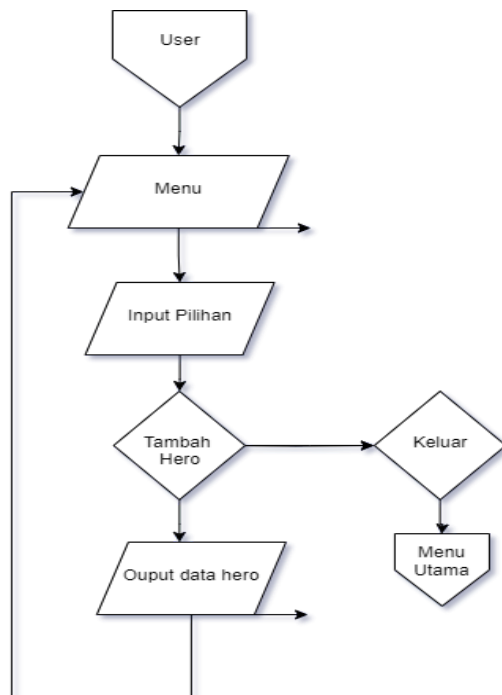 User
Menu
Input Pilihan
Tambah
Hero
Keluar
Ouput data hero
Menu
Utama